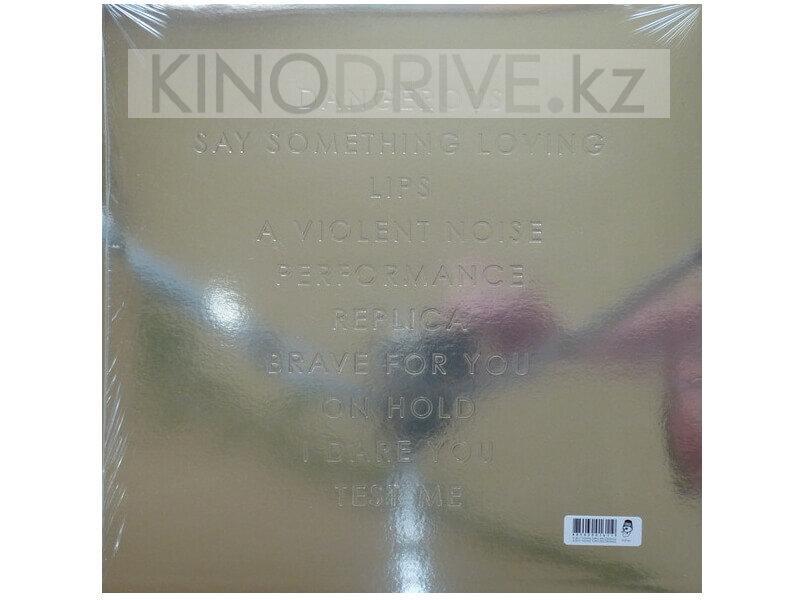 KINODRIVE.kz
DANGEROUS
SAY SOMETHING LOVING
LIPS
A VIOLENT NOISE
PERFORMANCE
REPLICA
BRAVE FOR YOU
ON HOLD
I DARE YOU
TEST ME